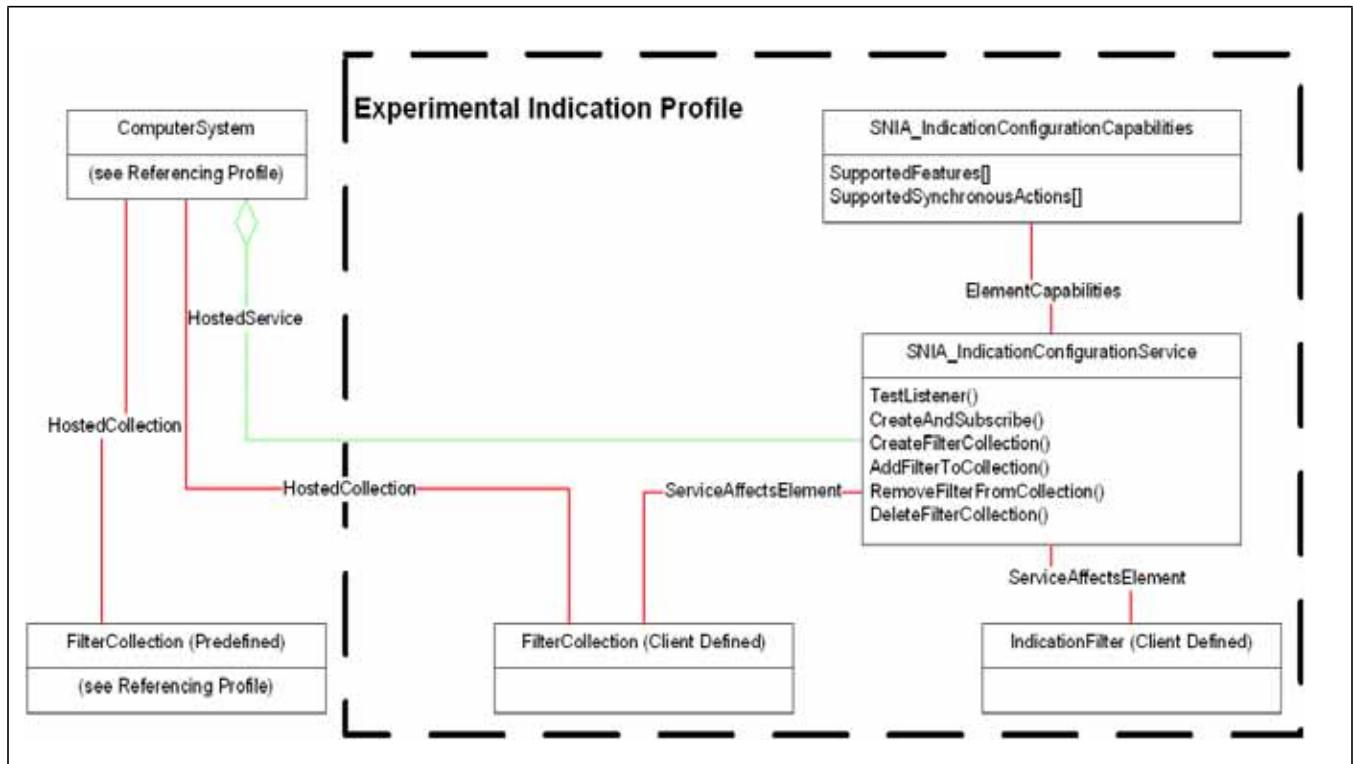 Experimental Indication Profile
ComputerSystem
(see Referencing Profile)
SNIA_IndicationConfigurationCapabilities
SupportedFeatures[]
SupportedSynchronousActions[]
ElementCapabilities
HostedService
SNIA_IndicationConfigurationService
TestListener()
CreateAndSubscribe()
CreateFilterCollection()
AddFilterToCollection()
RemoveFilterFromCollection()
DeleteFilterCollection()
HostedCollection
HostedCollection
ServiceAffectsElement
ServiceAffectsElement
FilterCollection (Predefined)
(see Referencing Profile)
FilterCollection (Client Defined)
IndicationFilter (Client Defined)